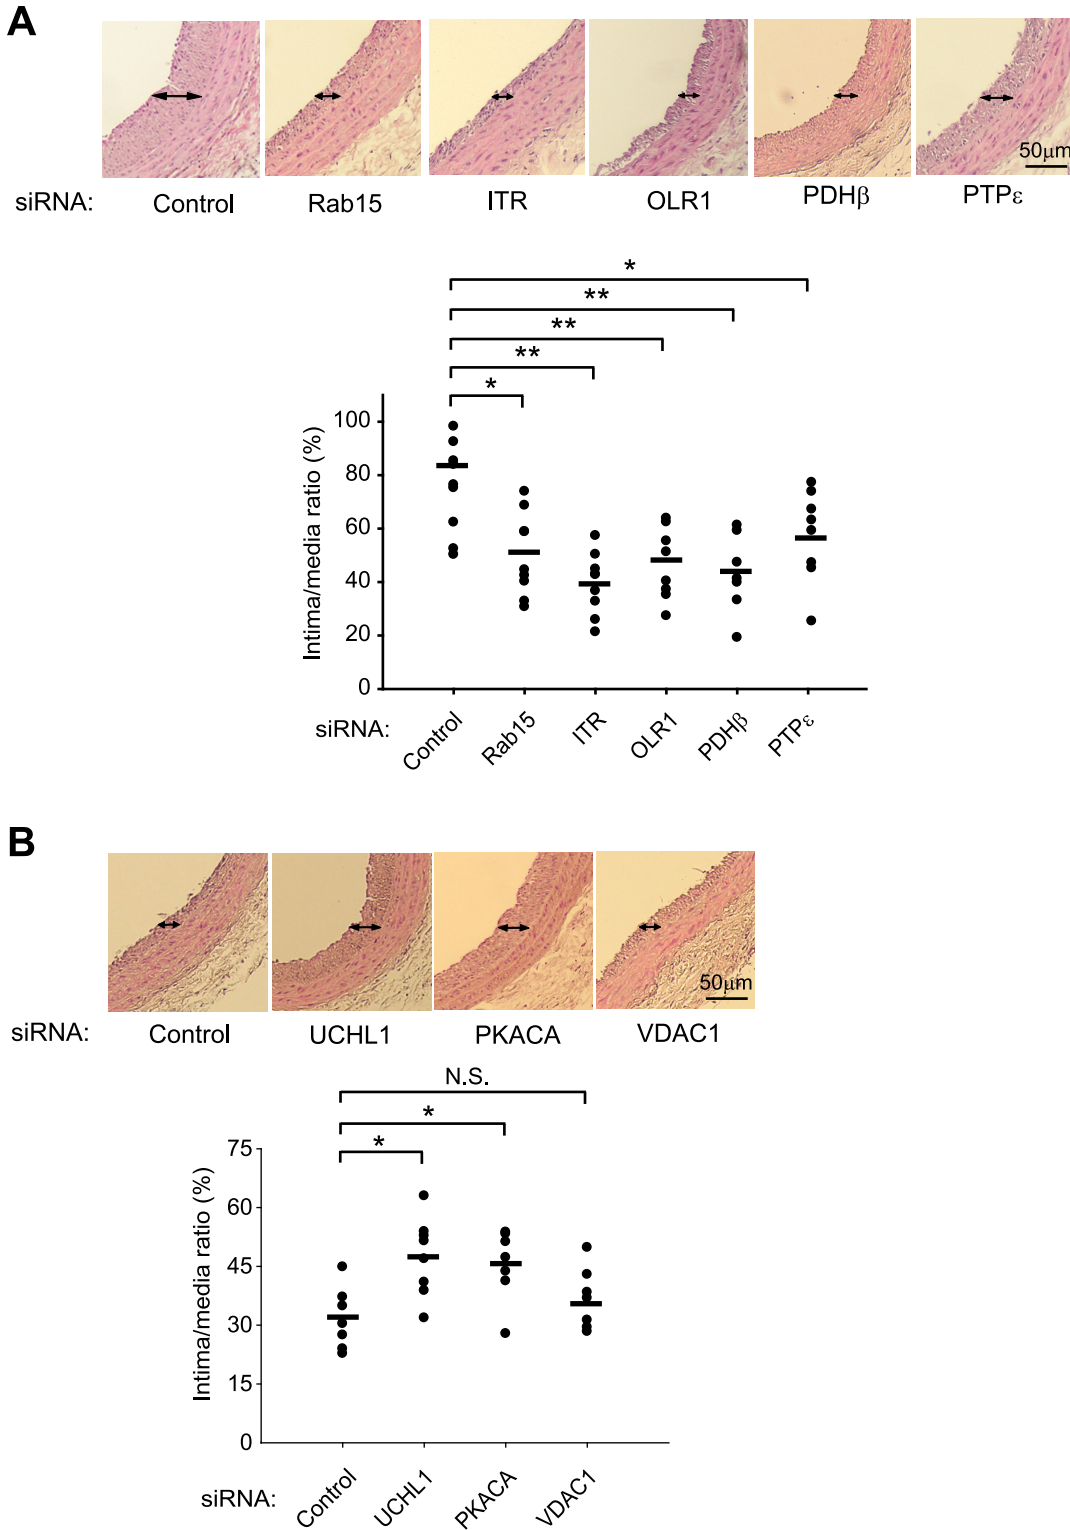 A
50μm
siRNA: Control Rab15 ITR OLR1 PDHβ PTPε
*
**
**
**
*
Intima/media ratio (%)
100
80
60
40
20
0
siRNA: Control Rab15 ITR OLR1 PDHβ PTPε
B
50μm
siRNA: Control UCHL1 PKACA VDAC1
N.S.
*
*
Intima/media ratio (%)
75
60
45
30
15
0
siRNA: Control UCHL1 PKACA VDAC1